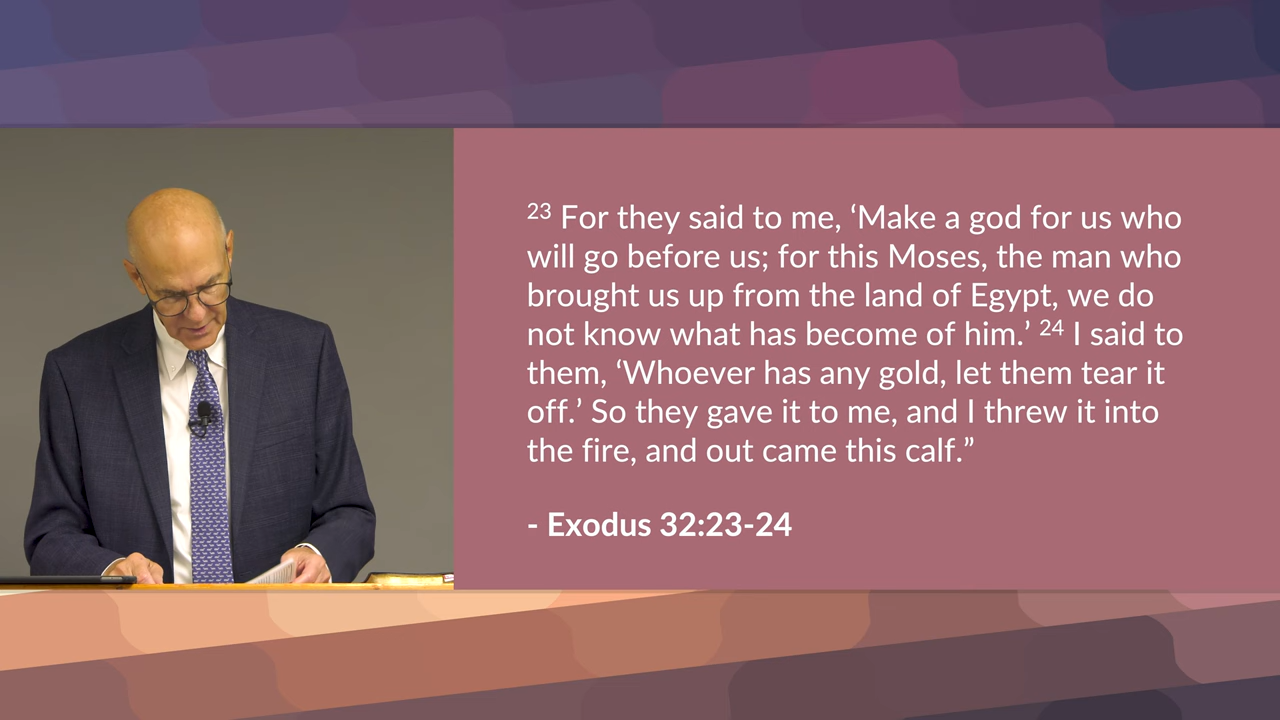 23 For they said to me, ‘Make a god for us who
will go before us; for this Moses, the man who
brought us up from the land of Egypt, we do
not know what has become of him.’ 24 I said to
them, ‘Whoever has any gold, let them tear it
off.’ So they gave it to me, and I threw it into
the fire, and out came this calf.”
- Exodus 32:23-24